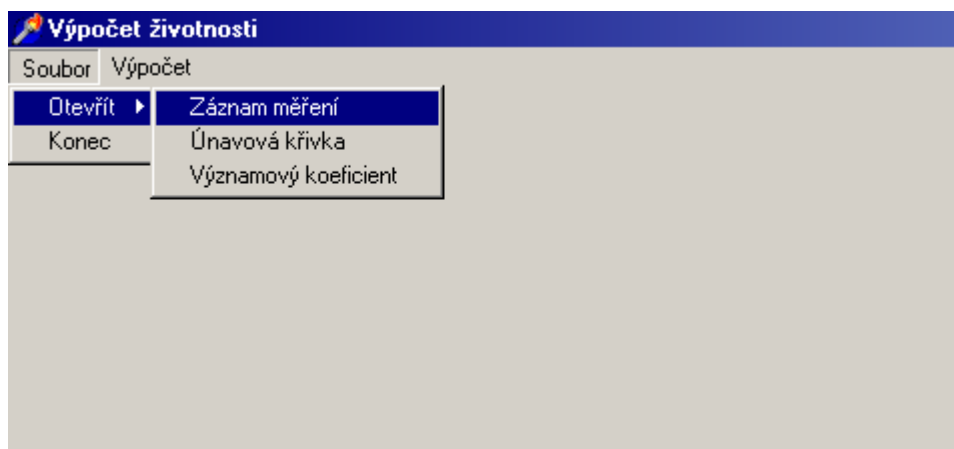 Výpočet životnosti
Soubor Výpočet
Otevřít Záznam měření
Konec Únavová křivka
Významový koeficient